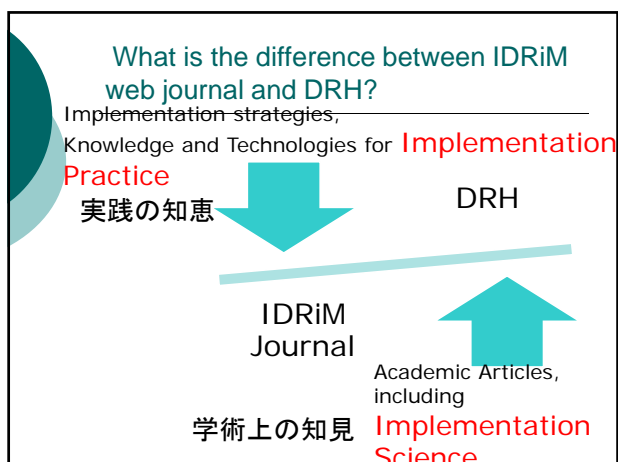 What is the difference between IDRiM
web journal and DRH?
Implementation strategies,
Knowledge and Technologies for Implementation
Practice
実践の知恵
DRH
IDRiM
Journal
Academic Articles,
including
学術上の知見 Implementation
Science